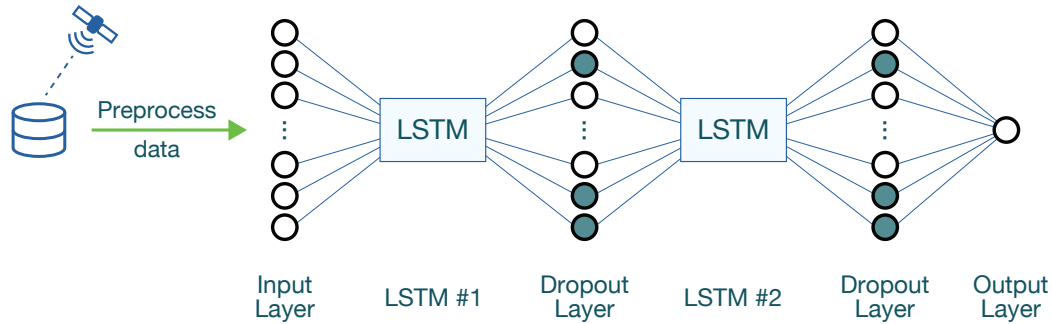 Preprocess
data
LSTM
LSTM
Input
Layer
LSTM #1
Dropout
Layer
LSTM #2
Dropout
Layer
Output
Layer